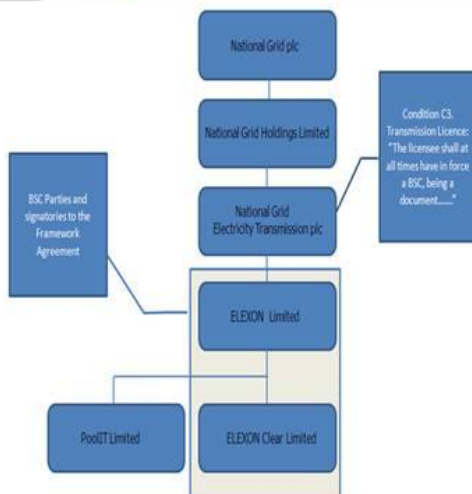 National Grid plc
National Grid Holdings Limited
Condition C3.
Transmission Licence:
"The licensee shall at
all times have in force
a BSC, being a
document......."
BSC Parties and
signatories to the
Framework
Agreement
National Grid
Electricity Transmission plc
ELEXON Limited
PoolIT Limited
ELEXON Clear Limited